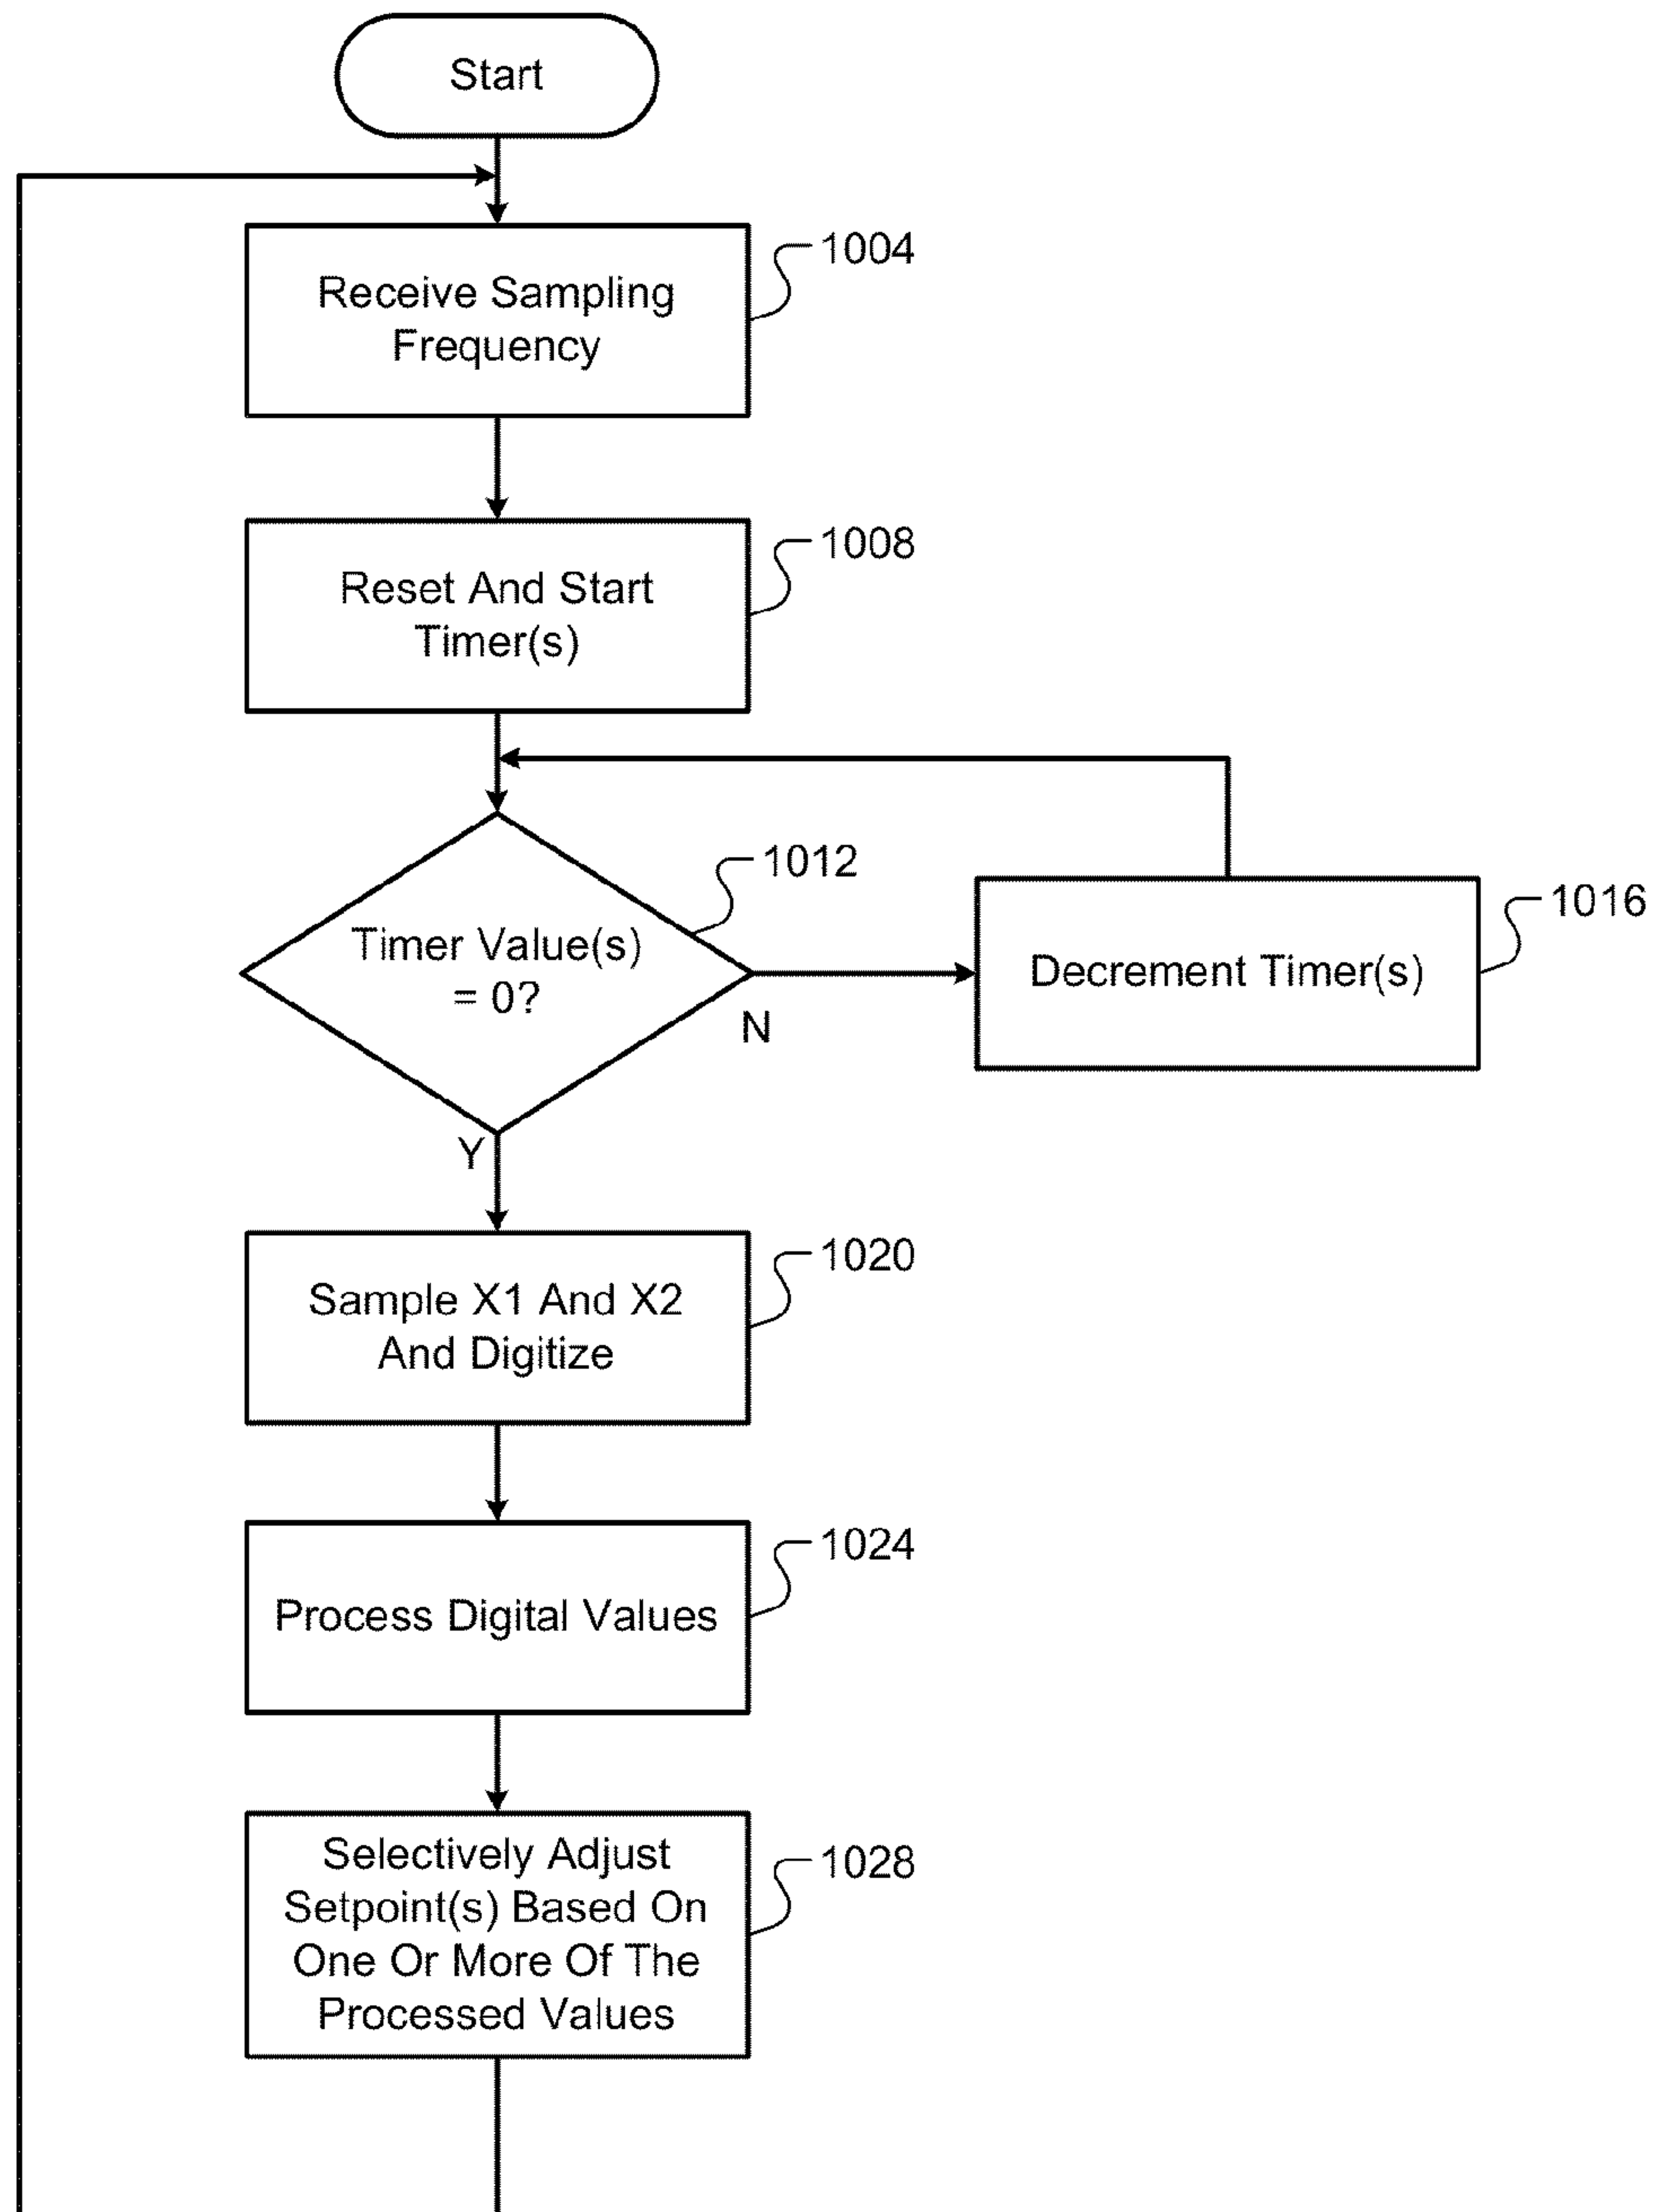 Start
1004
Receive Sampling
Frequency
1008
Reset And Start
Timer(s)
1012
Timer Value(s)
= 0?
N
1016
Decrement Timer(s)
Y
1020
Sample X1 And X2
And Digitize
1024
Process Digital Values
1028
Selectively Adjust
Setpoint(s) Based On
One Or More Of The
Processed Values